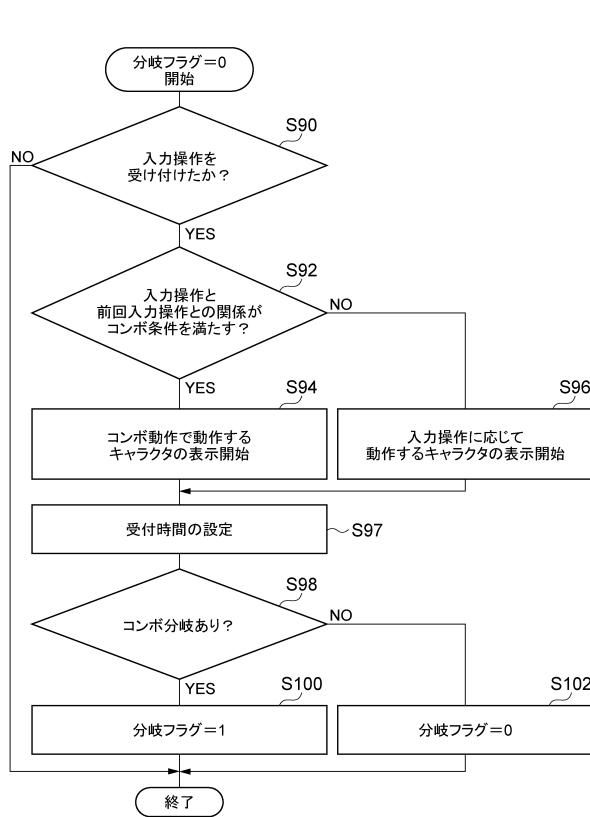 分岐フラグ＝0
開始
S90
入力操作を
受け付けたか？
NO
YES
S92
入力操作と
前回入力操作との関係が
コンボ条件を満たす？
NO
YES
S94
コンボ動作で動作する
キャラクタの表示開始
S96
入力操作に応じて
動作するキャラクタの表示開始
受付時間の設定
S97
S98
コンボ分岐あり？
NO
YES
S100
分岐フラグ＝1
S102
分岐フラグ＝0
終了